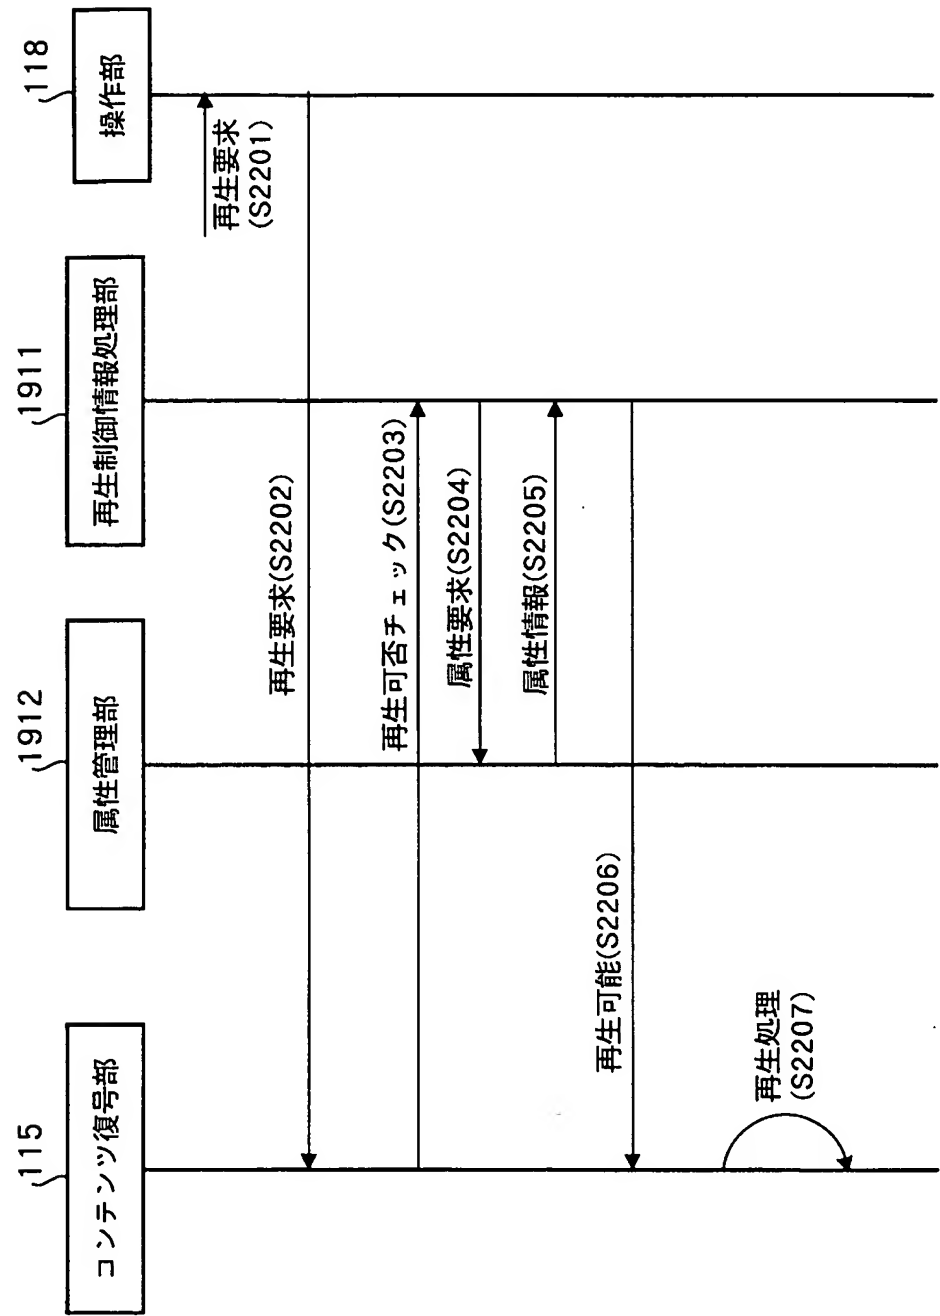 115
コンテンツ復号部
1912
属性管理部
1911
再生制御情報処理部
118
操作部
再生要求
(S2201)
再生要求(S2202)
再生可否チェック(S2203)
属性要求(S2204)
属性情報(S2205)
再生可能(S2206)
再生処理
(S2207)